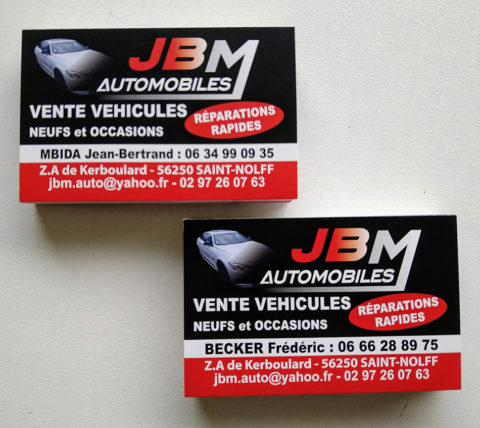 JBM
AUTOMOBILES
VENTE VEHICULES
NEUFS et OCCASIONS
RÉPARATIONS
RAPIDES
MBIDA Jean-Bertrand : 06 34 99 09 35
Z.A de Kerboulard - 56250 SAINT-NOLFF
jbm.auto@yahoo.fr - 02 97 26 07 63
JBM
AUTOMOBILES
VENTE VEHICULES
NEUFS et OCCASIONS
RÉPARATIONS
RAPIDES
BECKER Frédéric : 06 66 28 89 75
Z.A de Kerboulard - 56250 SAINT-NOLFF
jbm.auto@yahoo.fr - 02 97 26 07 63